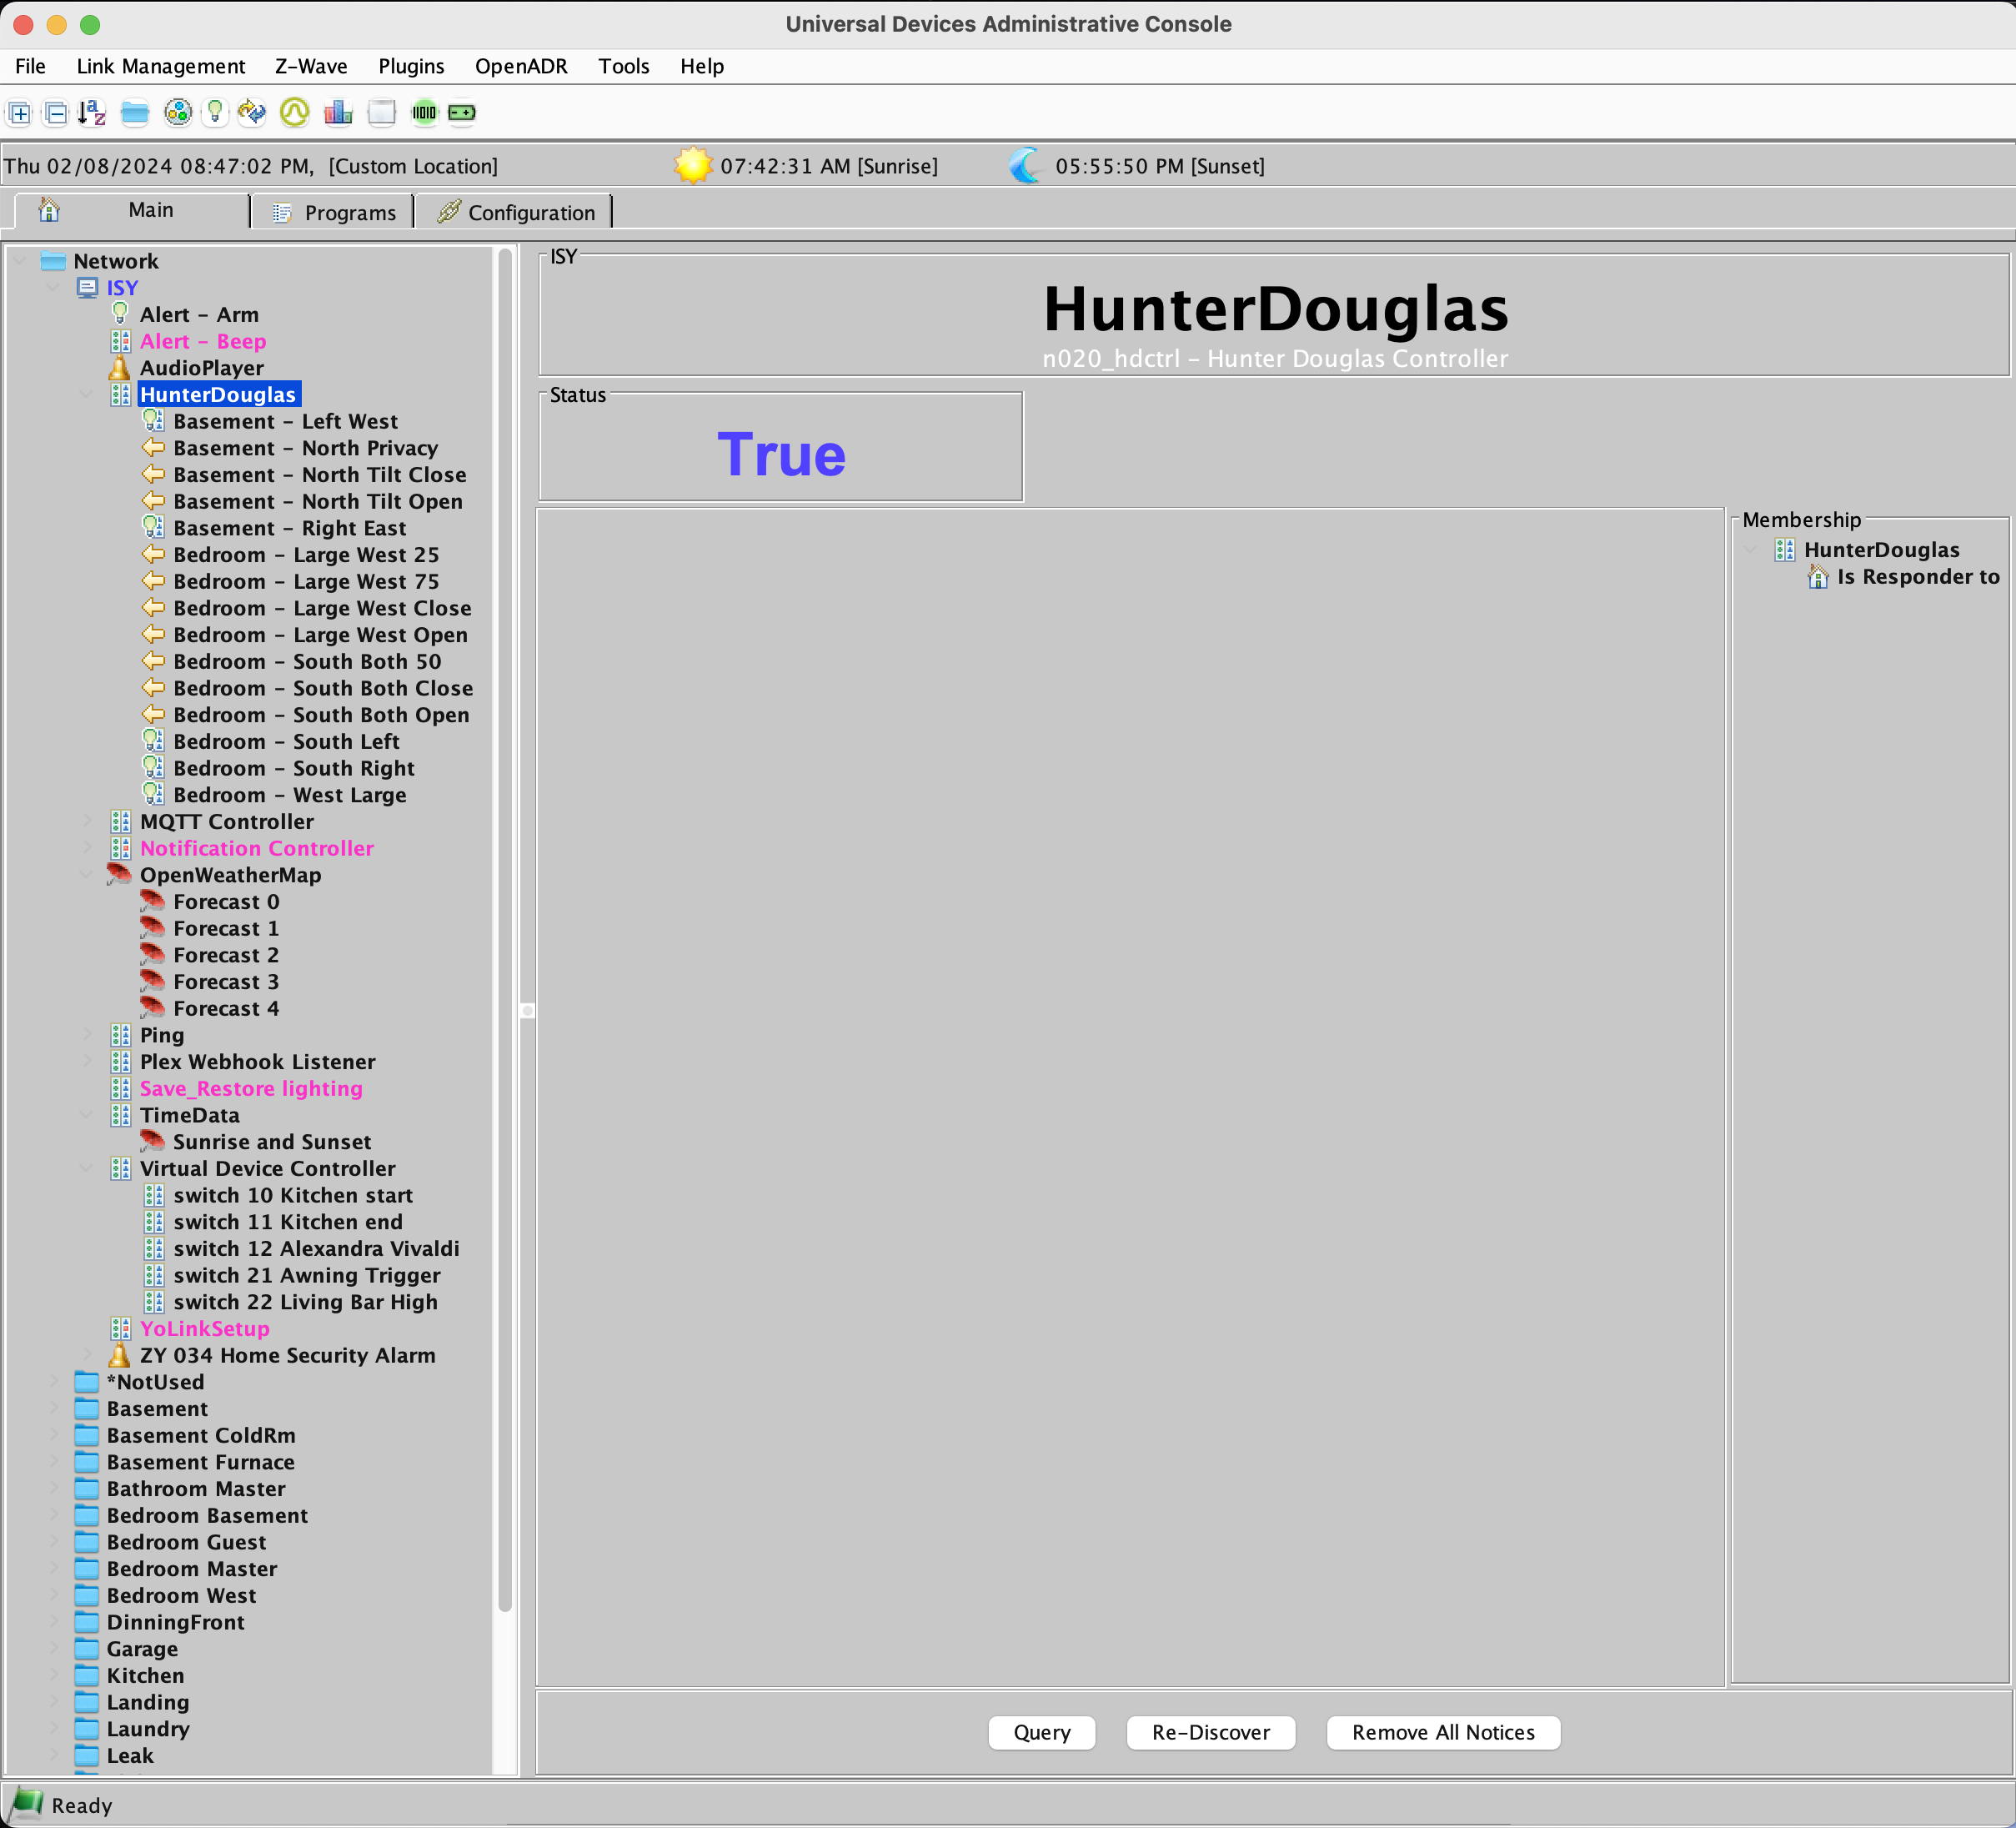 Universal Devices Administrative Console
File Link Management Z-Wave Plugins OpenADR Tools Help
Thu 02/08/2024 08:47:02 PM, [Custom Location] 07:42:31 AM [Sunrise] 05:55:50 PM [Sunset]
Main Programs Configuration
Network
ISY
Alert - Arm
Alert - Beep
AudioPlayer
HunterDouglas
Basement - Left West
Basement - North Privacy
Basement - North Tilt Close
Basement - North Tilt Open
Basement - Right East
Bedroom - Large West 25
Bedroom - Large West 75
Bedroom - Large West Close
Bedroom - Large West Open
Bedroom - South Both 50
Bedroom - South Both Close
Bedroom - South Both Open
Bedroom - South Left
Bedroom - South Right
Bedroom - West Large
MQTT Controller
Notification Controller
OpenWeatherMap
Forecast 0
Forecast 1
Forecast 2
Forecast 3
Forecast 4
Ping
Plex Webhook Listener
Save_Restore lighting
TimeData
Sunrise and Sunset
Virtual Device Controller
switch 10 Kitchen start
switch 11 Kitchen end
switch 12 Alexandra Vivaldi
switch 21 Awning Trigger
switch 22 Living Bar High
YoLinkSetup
ZY 034 Home Security Alarm
*NotUsed
Basement
Basement ColdRm
Basement Furnace
Bathroom Master
Bedroom Basement
Bedroom Guest
Bedroom Master
Bedroom West
DinningFront
Garage
Kitchen
Landing
Laundry
Leak
ISY
HunterDouglas
n020_hdctrl - Hunter Douglas Controller
Status
True
Membership
HunterDouglas
Is Responder to
Query Re-Discover Remove All Notices
Ready